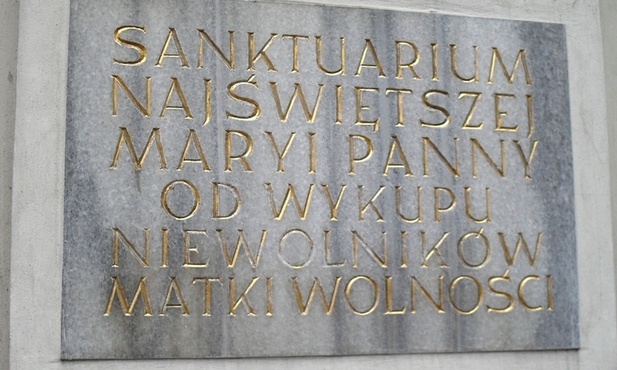 SANKTUARIUM
NAJŚWIĘTSZEJ
MARYI PANNY
OD WYKUPU
NIEWOLNIKÓW
MATKI WOLNOŚCI